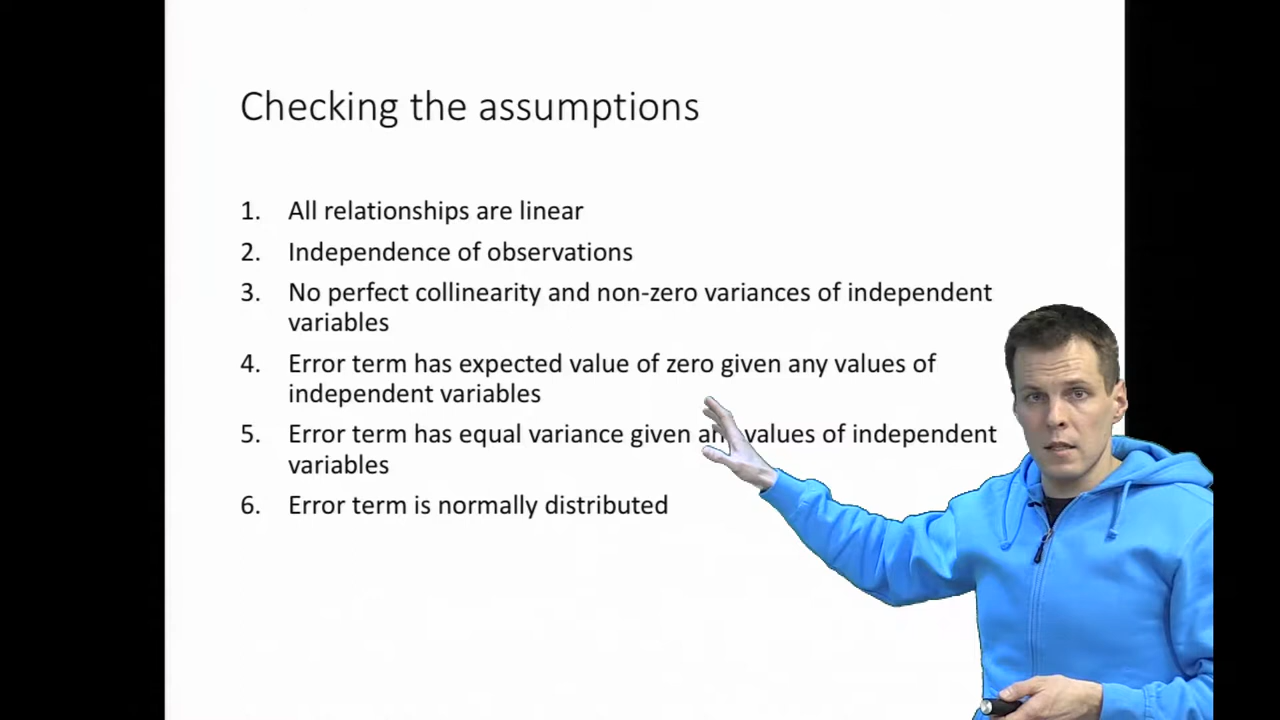 Checking the assumptions
1. All relationships are linear
2. Independence of observations
3. No perfect collinearity and non-zero variances of independent
variables
4. Error term has expected value of zero given any values of
independent variables
5. Error term has equal variance given any values of independent
variables
6. Error term is normally distributed